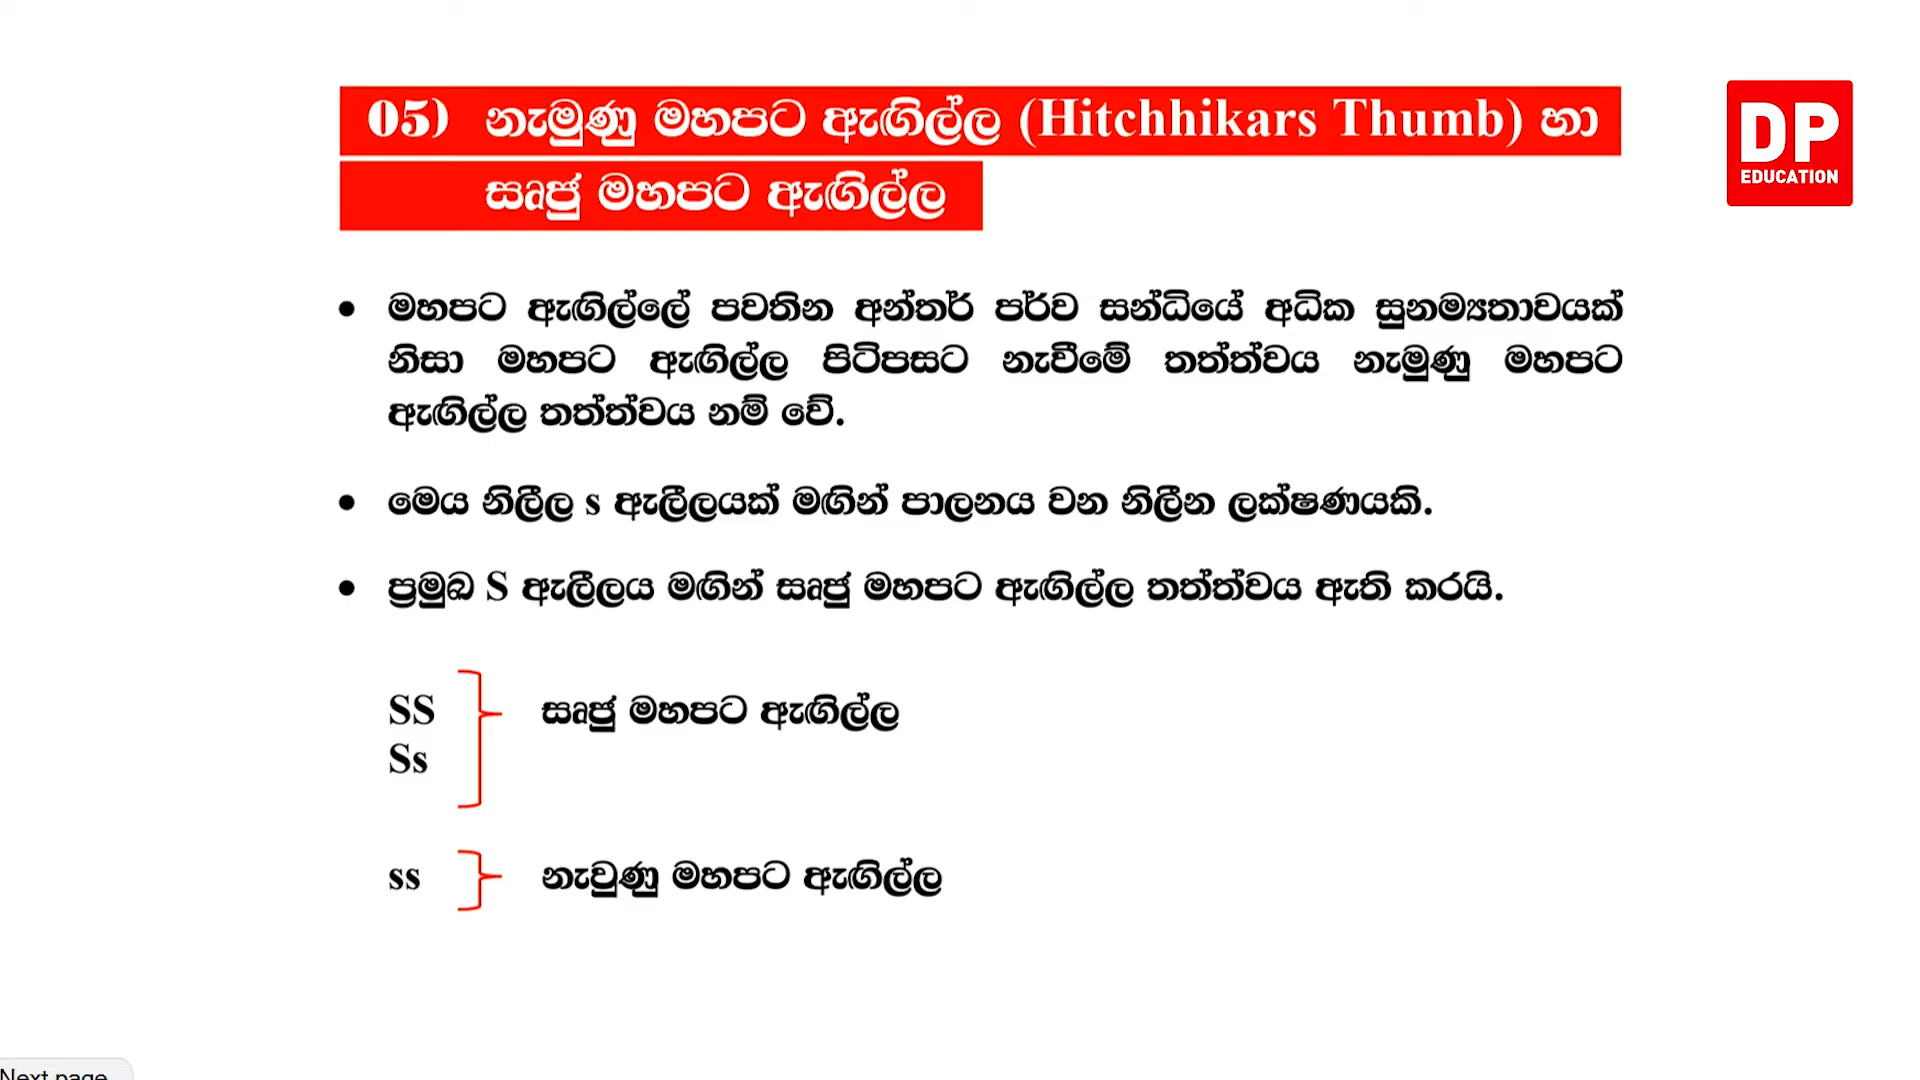 05) නැමුණු මහපට ඇඟිල්ල (Hitchhikars Thumb) හා
සෘජු මහපට ඇඟිල්ල
DP
EDUCATION
• මහපට ඇඟිල්ලේ පවතින අන්තර් පර්ව සන්ධියේ අධික සුනම්‍යතාවයක්
නිසා මහපට ඇඟිල්ල පිටිපසට නැවීමේ තත්ත්වය නැමුණු මහපට
ඇඟිල්ල තත්ත්වය නම් වේ.
• මෙය නිලීල s ඇලීලයක් මඟින් පාලනය වන නිලීන ලක්ෂණයකි.
• ප්‍රමුඛ S ඇලීලය මඟින් සෘජු මහපට ඇඟිල්ල තත්ත්වය ඇති කරයි.
SS සෘජු මහපට ඇඟිල්ල
Ss
ss නැවුණු මහපට ඇඟිල්ල
Next page